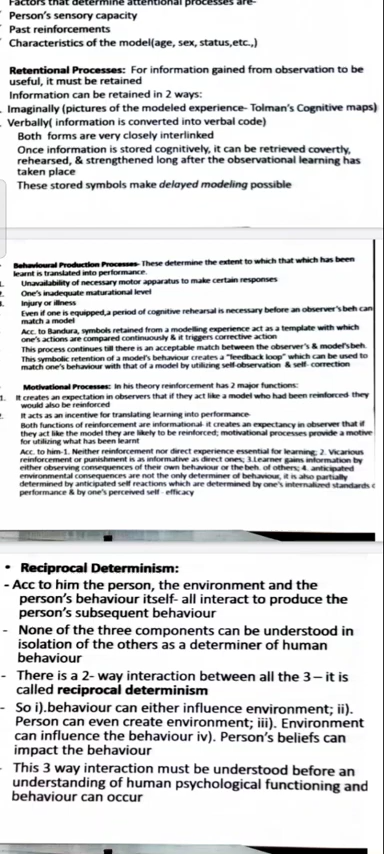 Factors that determine attentional processes are-
Person's sensory capacity
Past reinforcements
Characteristics of the model(age, sex, status,etc.,)
Retentional Processes: For information gained from observation to be
useful, it must be retained
Information can be retained in 2 ways:
Imaginally (pictures of the modeled experience- Tolman's Cognitive maps)
Verbally( information is converted into verbal code)
Both forms are very closely interlinked
Once information is stored cognitively, it can be retrieved covertly,
rehearsed, & strengthened long after the observational learning has
taken place
These stored symbols make delayed modeling possible
Behavioural Production Processes- These determine the extent to which that which has been
learnt is translated into performance.
Unavailability of necessary motor apparatus to make certain responses
One's inadequate maturational level
Injury or illness
Even if one is equipped,a period of cognitive rehearsal is necessary before an observer's beh can
match a model
Acc. to Bandura, symbols retained from a modelling experience act as a template with which
one's actions are compared continuously & it triggers corrective action
This process continues till there is an acceptable match between the observer's & model's beh.
This symbolic retention of a model's behaviour creates a "feedback loop" which can be used to
match one's behaviour with that of a model by utilizing self-observation & self- correction
Motivational Processes: In his theory reinforcement has 2 major functions:
1. It creates an expectation in observers that if they act like a model who had been reinforced- they
would also be reinforced
It acts as an incentive for translating learning into performance
Both functions of reinforcement are informational- it creates an expectancy in observer that if
they act like the model they are likely to be reinforced; motivational processes provide a motive
for utilizing what has been learnt
Acc. to him-1. Neither reinforcement nor direct experience essential for learning; 2. Vicarious
reinforcement or punishment is as informative as direct ones; 3.Learner gains information by
either observing consequences of their own behaviour or the beh. of others; 4. anticipated
environmental consequences are not the only determiner of behaviour, it is also partially
determined by anticipated self reactions which are determined by one's internalized standards
performance & by one's perceived self - efficacy
• Reciprocal Determinism:
- Acc to him the person, the environment and the
person's behaviour itself- all interact to produce the
person's subsequent behaviour
- None of the three components can be understood in
isolation of the others as a determiner of human
behaviour
- There is a 2- way interaction between all the 3 – it is
called reciprocal determinism
- So i).behaviour can either influence environment; ii).
Person can even create environment; iii). Environment
can influence the behaviour iv). Person's beliefs can
impact the behaviour
- This 3 way interaction must be understood before an
understanding of human psychological functioning and
behaviour can occur